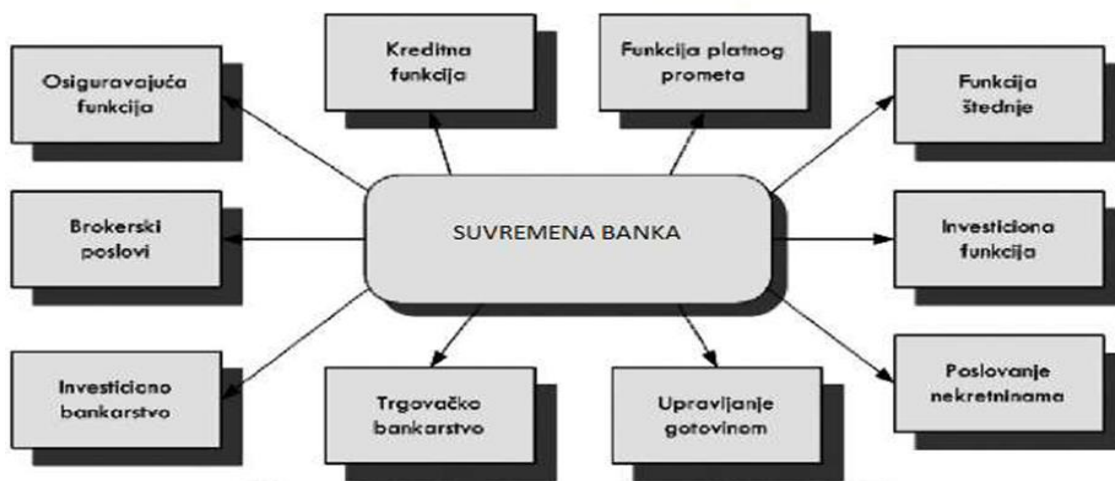 Osiguravajuća
funkcija
Kreditna
funkcija
Funkcija platnog
prometa
Funkcija
štednje
Brokerski
poslovi
SUVREMENA BANKA
Investiciona
funkcija
Investiciono
bankarstvo
Trgovačko
bankarstvo
Upravljanje
gotovinom
Poslovanje
nekretninama